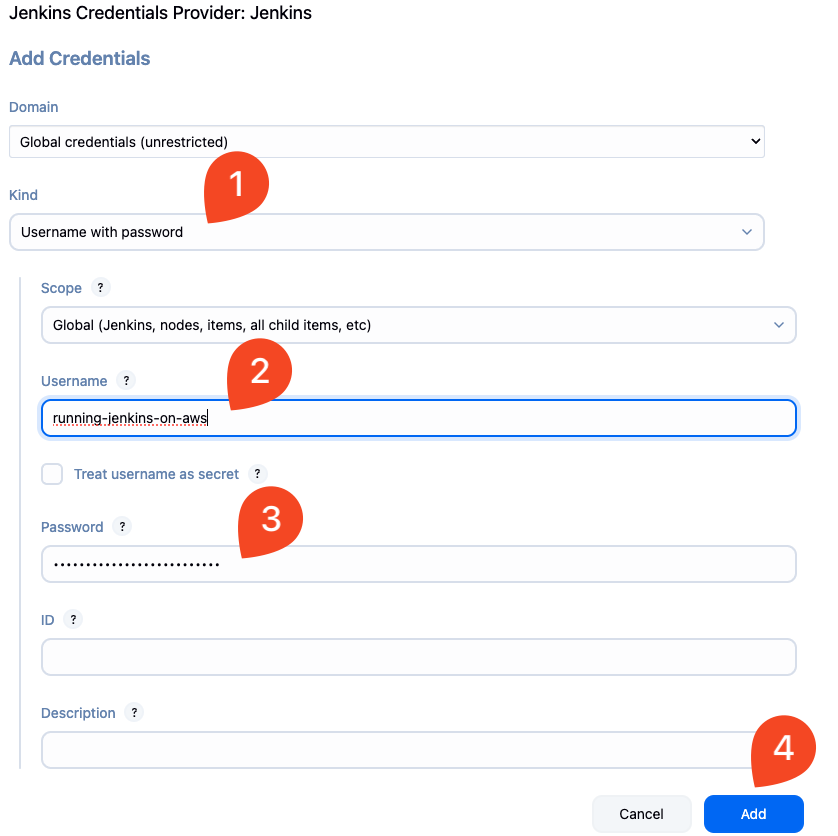 Jenkins Credentials Provider: Jenkins
Add Credentials
Domain
Global credentials (unrestricted)
1
Kind
Username with password
Scope ?
Global (Jenkins, nodes, items, all child items, etc)
2
Username ?
running-jenkins-on-aws
Treat username as secret ?
3
Password ?
••••••••••••••••••••••••••
ID ?
Description ?
4
Cancel Add